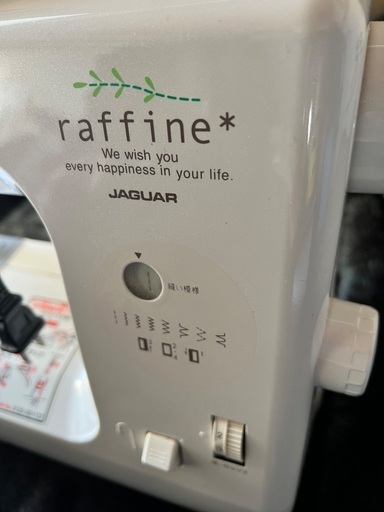 raffine*
We wish you
every happiness in your life.
JAGUAR
縫い模様